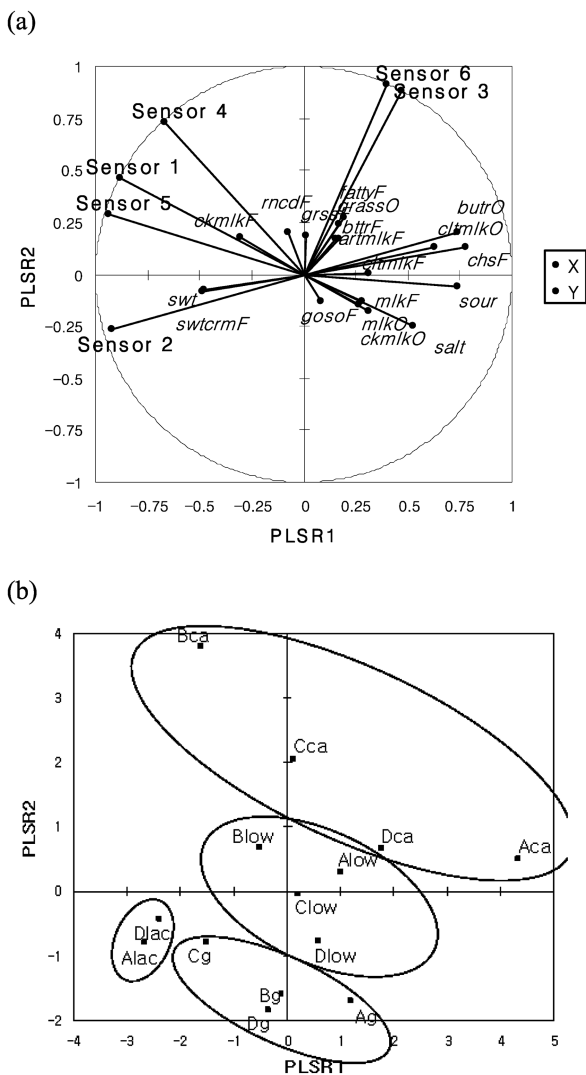 (a)
1
Sensor 6
Sensor 3
0.75
Sensor 4
0.5
Sensor 1
fattyF
rncdF
grassO
butrO
Sensor 5
ckmlkF
grssF
bttrF
cltmlkO
0.25
artmlkF
cltmlkF
chsF
PLSR2
0
swt
mlkF
sour
swtcrmF
gosoF
mlkO
-0.25
Sensor 2
ckmlkO
salt
-0.5
-0.75
-1
-1 -0.75 -0.5 -0.25 0 0.25 0.5 0.75 1
PLSR1
X
Y
(b)
4
Bca
3
Cca
2
1
Blow
Dca
Alow
Aca
PLSR2
0
Clow
Dlac
-1
Alac
Cg
Dlow
Bg
Dg
Ag
-2
-4 -3 -2 -1 0 1 2 3 4 5
PLSR1